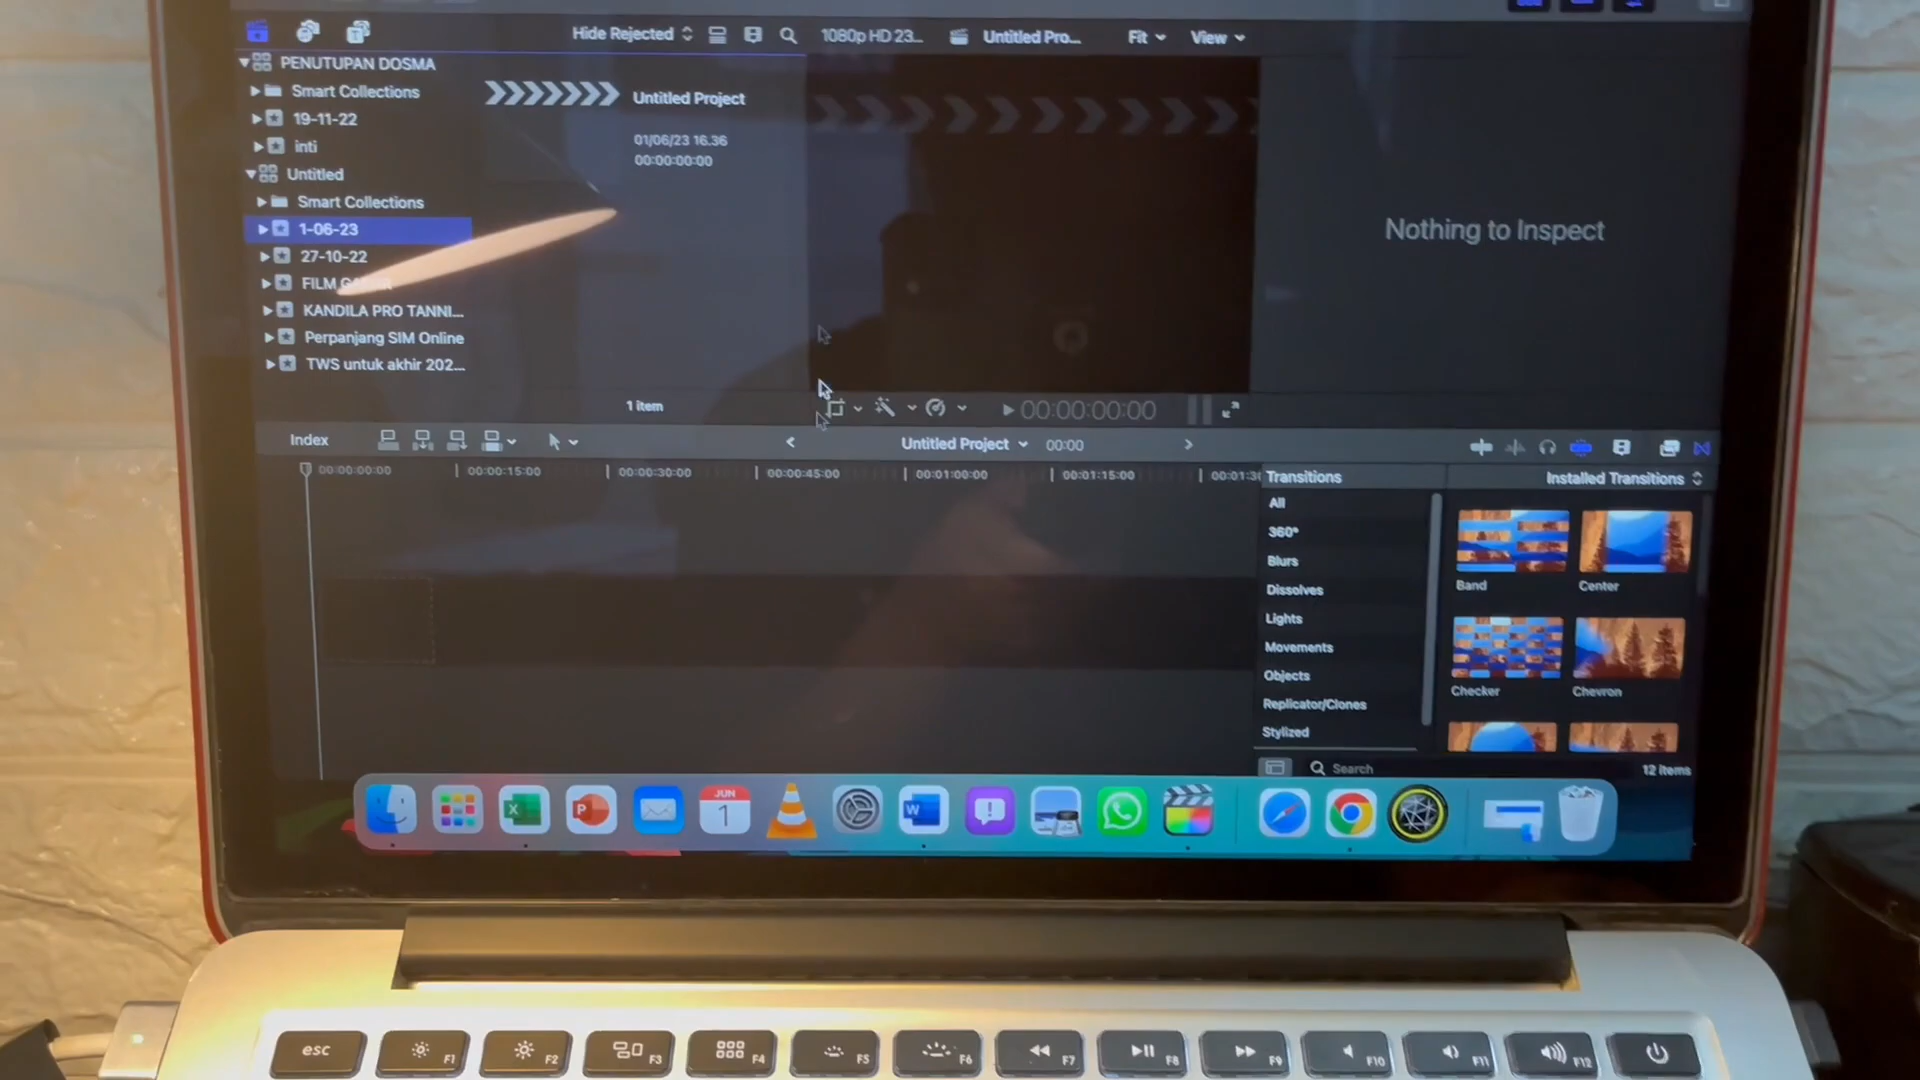 Hide Rejected
1080p HD 23...
Untitled Pro...
Fit
View
PENUTUPAN DOSMA
Smart Collections
19-11-22
inti
Untitled
Smart Collections
1-06-23
27-10-22
FILM
KANDILA PRO TANNI...
Perpanjang SIM Online
TWS untuk akhir 202...
Untitled Project
01/06/23 16.36
00:00:00:00
1 item
Nothing to Inspect
00:00:00:00
Index
Untitled Project
00:00
00:00:00:00
00:00:15:00
00:00:30:00
00:00:45:00
00:01:00:00
00:01:15:00
00:01:30
Transitions
Installed Transitions
All
360°
Blurs
Dissolves
Lights
Movements
Objects
Replicator/Clones
Stylized
Band
Center
Checker
Chevron
Search
12 items
X
P
JUN
1
W
esc
F1
F2
F3
F4
F5
F6
F7
F8
F9
F10
F11
F12